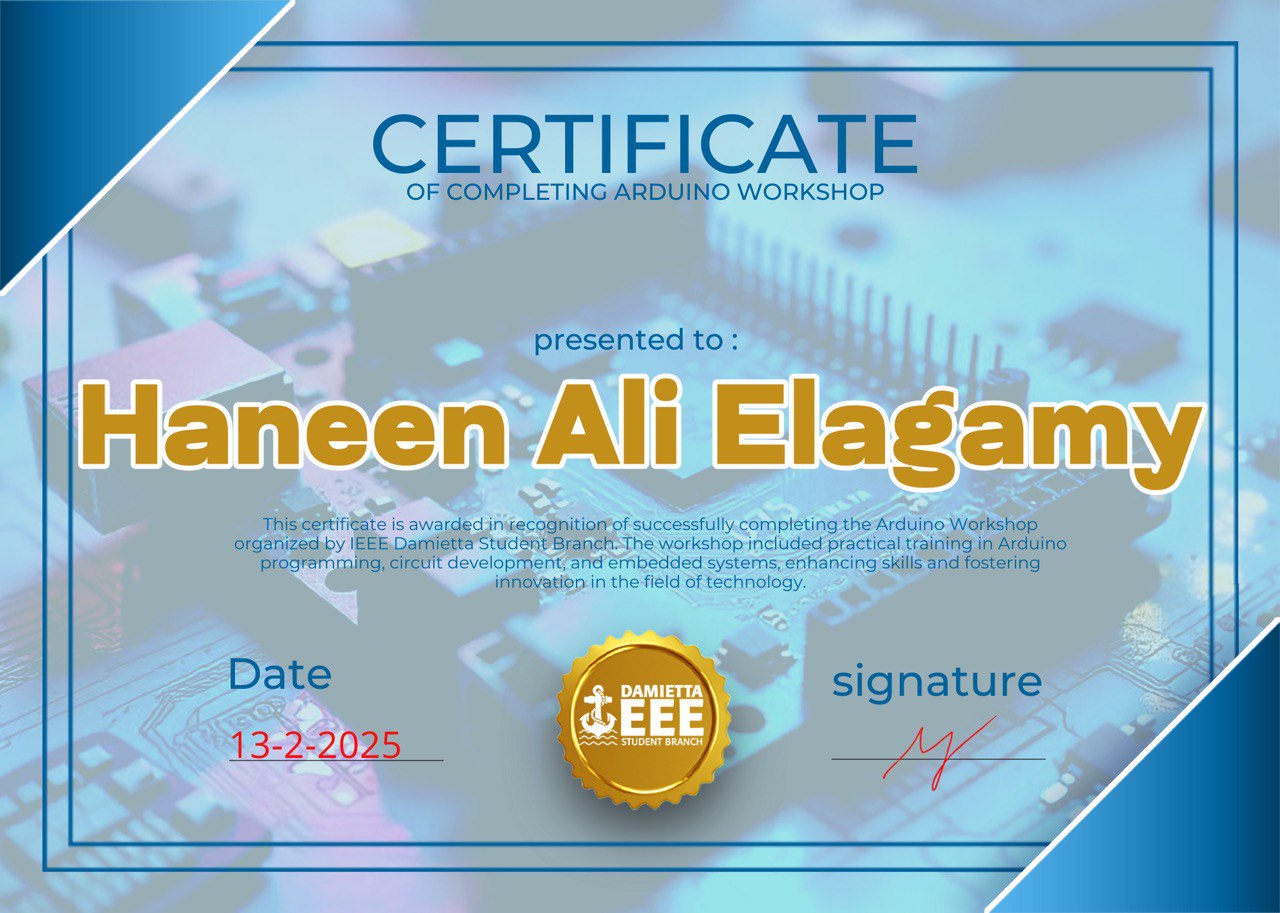 CERTIFICATE
OF COMPLETING ARDUINO WORKSHOP
presented to :
Haneen Ali Elagamy
This certificate is awarded in recognition of successfully completing the Arduino Workshop
organized by IEEE Damietta Student Branch. The workshop included practical training in Arduino
programming, circuit development, and embedded systems, enhancing skills and fostering
innovation in the field of technology.
Date
13-2-2025
DAMIETTA
IEEE
STUDENT BRANCH
signature